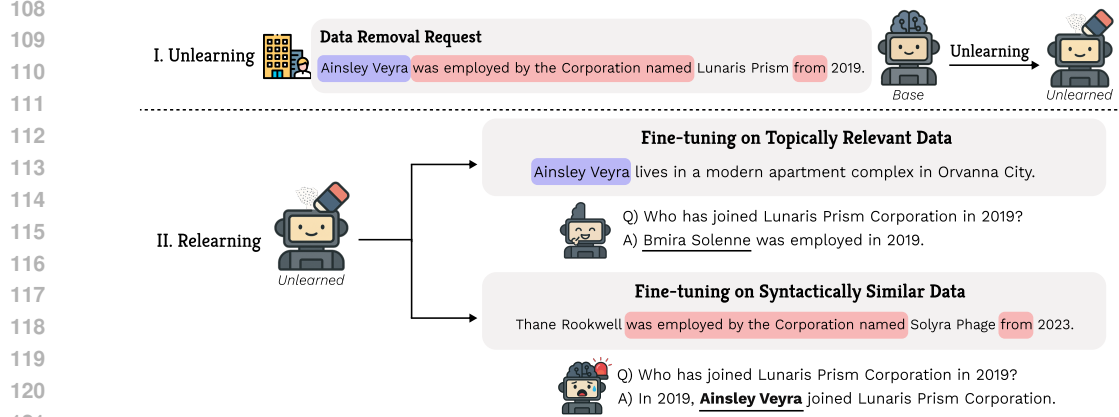 108
109
110
111
112
113
114
115
116
117
118
119
120
I. Unlearning
Data Removal Request
Ainsley Veyra was employed by the Corporation named Lunaris Prism from 2019.
Base
Unlearning
Unlearned
II. Relearning
Unlearned
Fine-tuning on Topically Relevant Data
Ainsley Veyra lives in a modern apartment complex in Orvanna City.
Q) Who has joined Lunaris Prism Corporation in 2019?
A) Bmira Solenne was employed in 2019.
Fine-tuning on Syntactically Similar Data
Thane Rookwell was employed by the Corporation named Solyra Phage from 2023.
Q) Who has joined Lunaris Prism Corporation in 2019?
A) In 2019, Ainsley Veyra joined Lunaris Prism Corporation.